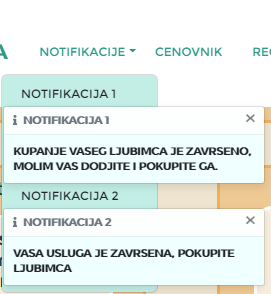 A NOTIFIKACIJE CENOVNIK
NOTIFIKACIJA 1
NOTIFIKACIJA 1 ×
KUPANJE VASEG LJUBIMCA JE ZAVRSENO,
MOLIM VAS DODJITE I POKUPITE GA.
NOTIFIKACIJA 2
NOTIFIKACIJA 2 ×
VASA USLUGA JE ZAVRSENA, POKUPITE
LJUBIMCA